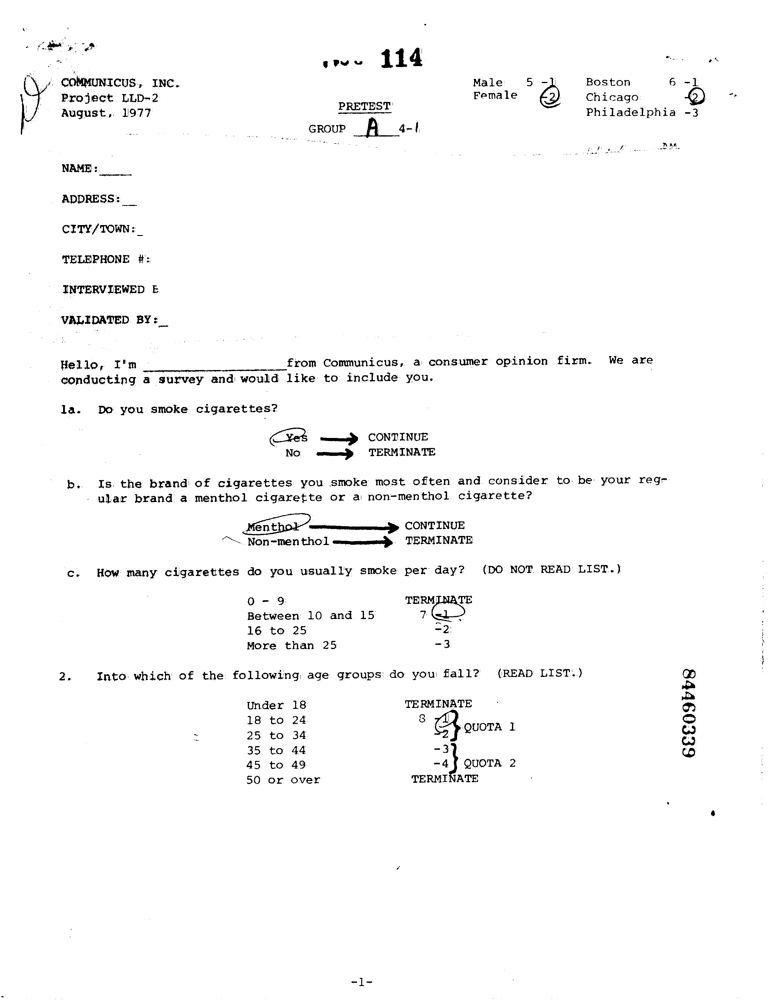 114
COMMUNICUS, INC.
Project LLD-2
August, 1977
PRETEST
GROUP A 4-1
Male 5 -1
Female -2
Boston 6 -1
Chicago -2
Philadelphia -3
NAME:
ADDRESS:
CITY/TOWN:
TELEPHONE #:
INTERVIEWED
VALIDATED BY:
Hello, I'm ________________ from Communicus, a consumer opinion firm. We are
conducting a survey and would like to include you.
1a. Do you smoke cigarettes?
Yes → CONTINUE
No → TERMINATE
b. Is the brand of cigarettes you smoke most often and consider to be your reg-
ular brand a menthol cigarette or a non-menthol cigarette?
Menthol → CONTINUE
Non-menthol → TERMINATE
c. How many cigarettes do you usually smoke per day? (DO NOT READ LIST.)
0 - 9 TERMINATE
Between 10 and 15 7 -1
16 to 25 -2
More than 25 -3
2. Into which of the following age groups do you fall? (READ LIST.)
Under 18 TERMINATE
18 to 24 8 -1
25 to 34 -2 } QUOTA 1
35 to 44 -3
45 to 49 -4 } QUOTA 2
50 or over TERMINATE
84460339
-1-